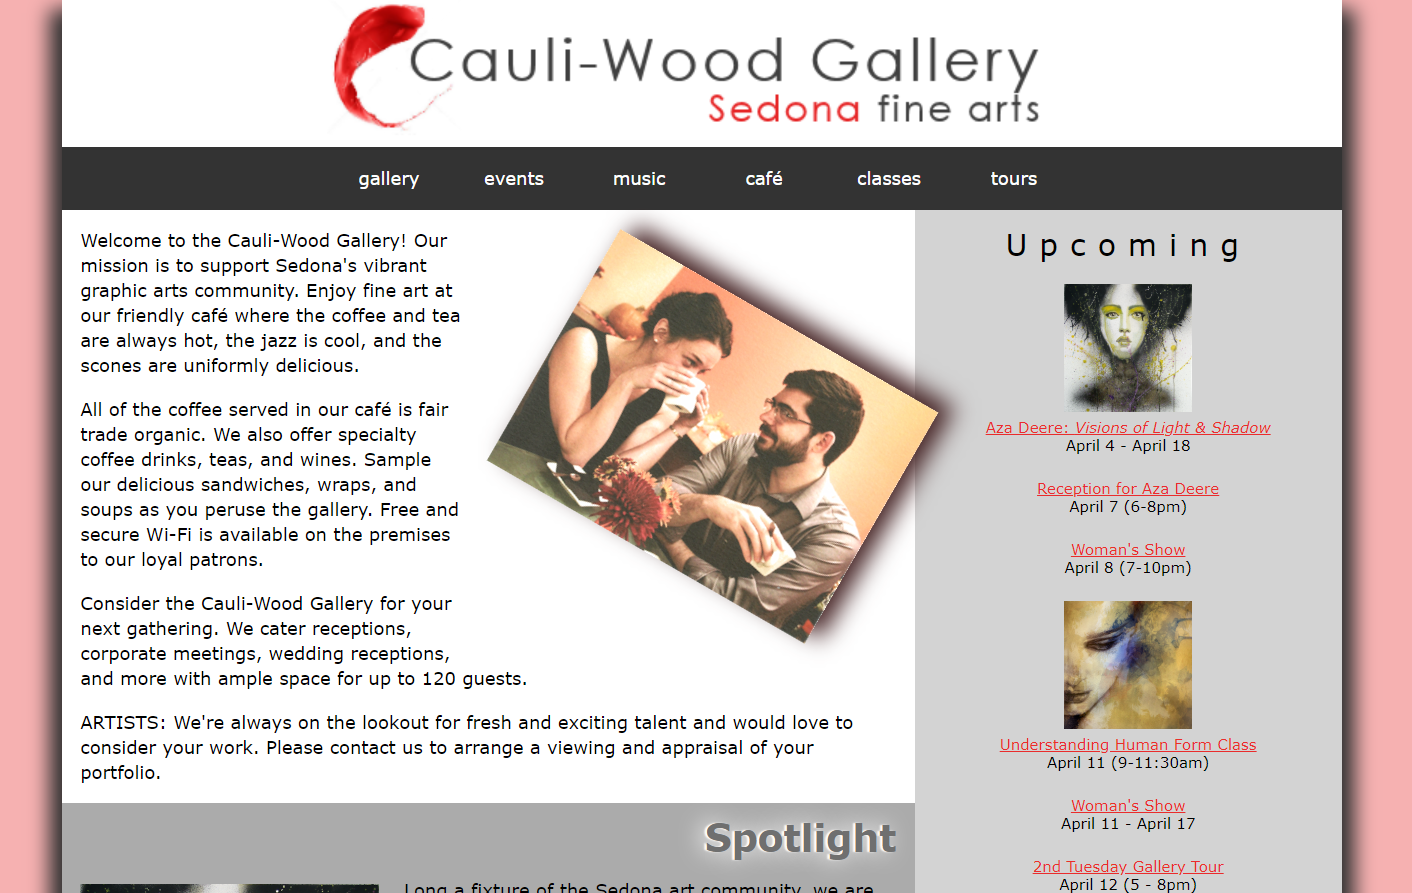 Cauli-Wood Gallery
Sedona fine arts
gallery events music café classes tours
Welcome to the Cauli-Wood Gallery! Our
mission is to support Sedona's vibrant
graphic arts community. Enjoy fine art at
our friendly café where the coffee and tea
are always hot, the jazz is cool, and the
scones are uniformly delicious.
All of the coffee served in our café is fair
trade organic. We also offer specialty
coffee drinks, teas, and wines. Sample
our delicious sandwiches, wraps, and
soups as you peruse the gallery. Free and
secure Wi-Fi is available on the premises
to our loyal patrons.
Consider the Cauli-Wood Gallery for your
next gathering. We cater receptions,
corporate meetings, wedding receptions,
and more with ample space for up to 120 guests.
ARTISTS: We're always on the lookout for fresh and exciting talent and would love to
consider your work. Please contact us to arrange a viewing and appraisal of your
portfolio.
Spotlight
Long a fixture of the Sedona art community, we are
Upcoming
Aza Deere: Visions of Light & Shadow
April 4 - April 18
Reception for Aza Deere
April 7 (6-8pm)
Woman's Show
April 8 (7-10pm)
Understanding Human Form Class
April 11 (9-11:30am)
Woman's Show
April 11 - April 17
2nd Tuesday Gallery Tour
April 12 (5 - 8pm)